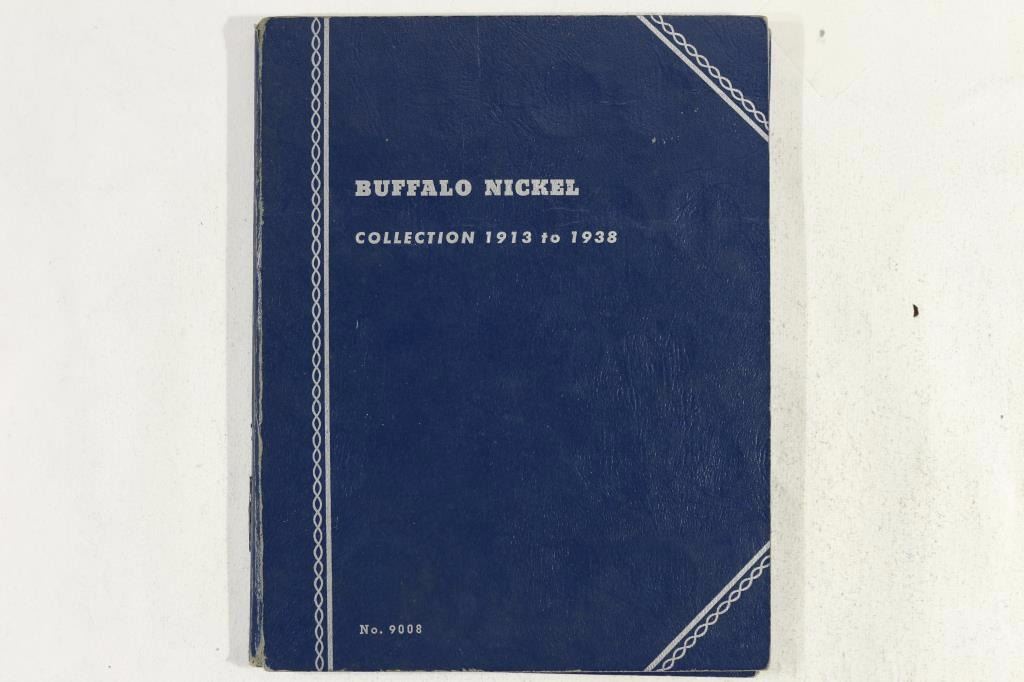 BUFFALO NICKEL
COLLECTION 1913 to 1938
No. 9008